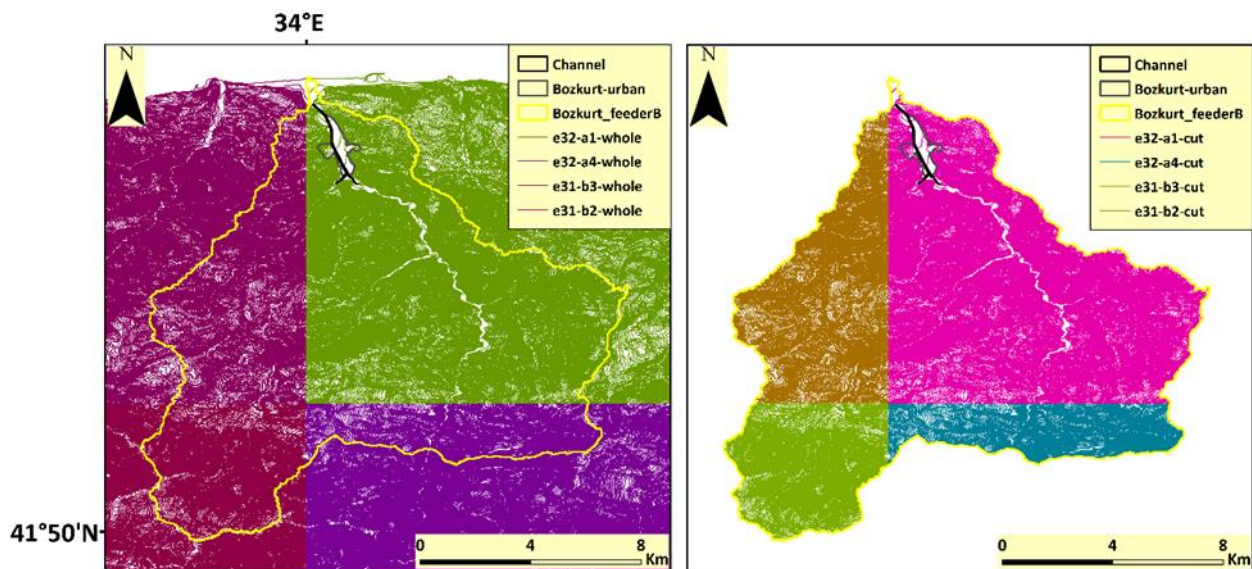 34°E
N
Channel
Bozkurt-urban
Bozkurt_feederB
e32-a1-whole
e32-a4-whole
e31-b3-whole
e31-b2-whole
41°50'N
0 4 8
Km
N
Channel
Bozkurt-urban
Bozkurt_feederB
e32-a1-cut
e32-a4-cut
e31-b3-cut
e31-b2-cut
0 4 8
Km